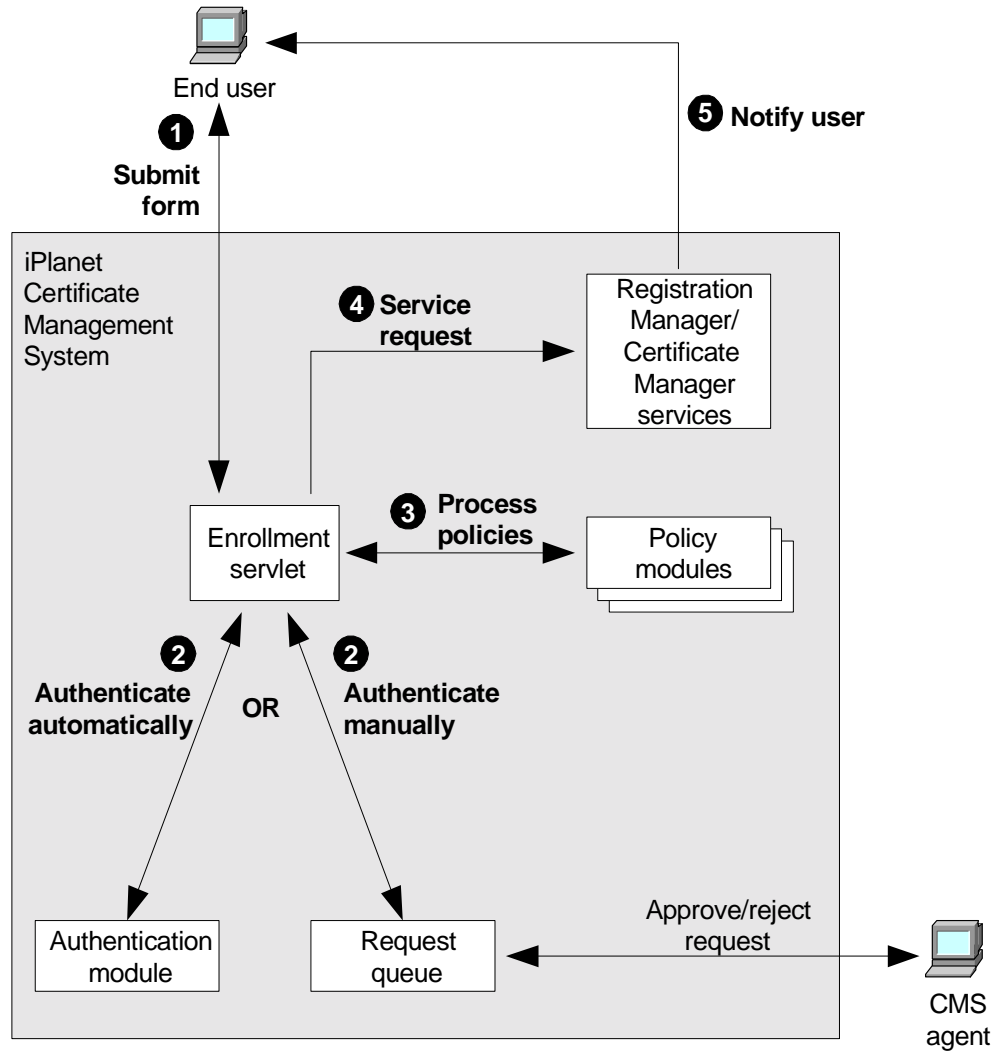 End user
1
Submit
form
5 Notify user
iPlanet
Certificate
Management
System
4 Service
request
Registration
Manager/
Certificate
Manager
services
Enrollment
servlet
3 Process
policies
Policy
modules
2
Authenticate
automatically
OR
2
Authenticate
manually
Authentication
module
Request
queue
Approve/reject
request
CMS
agent